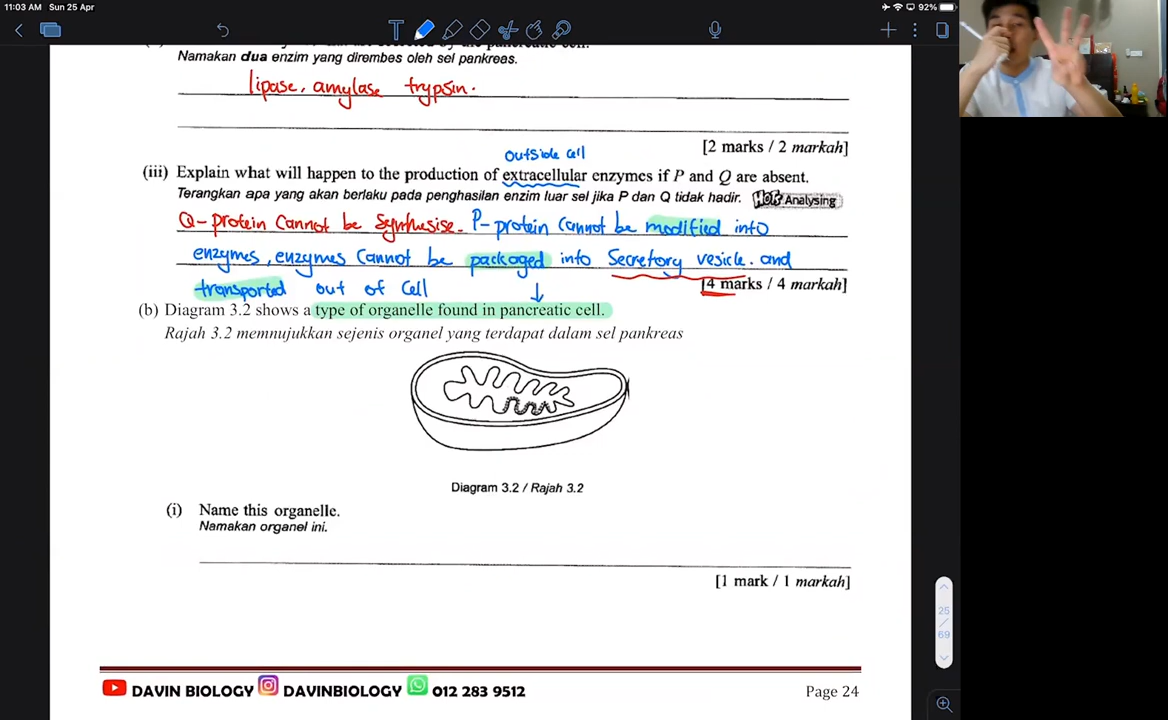 11:03 AM Sun 25 Apr
92%
Namakan dua enzim yang dirembes oleh sel pankreas.
lipase, amylase trypsin.
[2 marks / 2 markah]
outside cell
(iii) Explain what will happen to the production of extracellular enzymes if P and Q are absent.
Terangkan apa yang akan berlaku pada penghasilan enzim luar sel jika P dan Q tidak hadir. HOTS Analysing
Q-protein cannot be synthesise. P-protein cannot be modified into
enzymes, enzymes cannot be packaged into secretory vesicle. and
transported out of cell
[4 marks / 4 markah]
(b) Diagram 3.2 shows a type of organelle found in pancreatic cell.
Rajah 3.2 memnujukkan sejenis organel yang terdapat dalam sel pankreas
Diagram 3.2 / Rajah 3.2
(i) Name this organelle.
Namakan organel ini.
[1 mark / 1 markah]
25
/
69
DAVIN BIOLOGY DAVINBIOLOGY 012 283 9512
Page 24